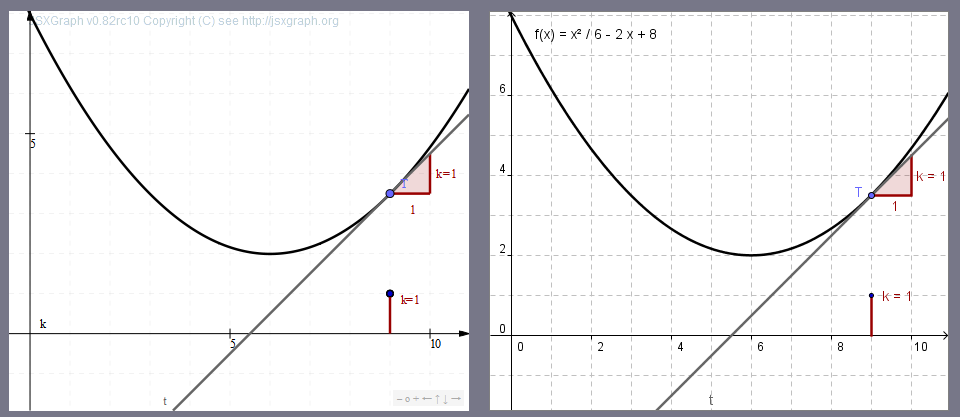 JSXGraph v0.82rc10 Copyright (C) see http://jsxgraph.org
5
T
k=1
1
k=1
k
5
10
t
– o + ← ↑ ↓ →
f(x) = x² / 6 - 2 x + 8
6
4
T
k = 1
1
2
k = 1
0
0
2
4
6
8
10
t